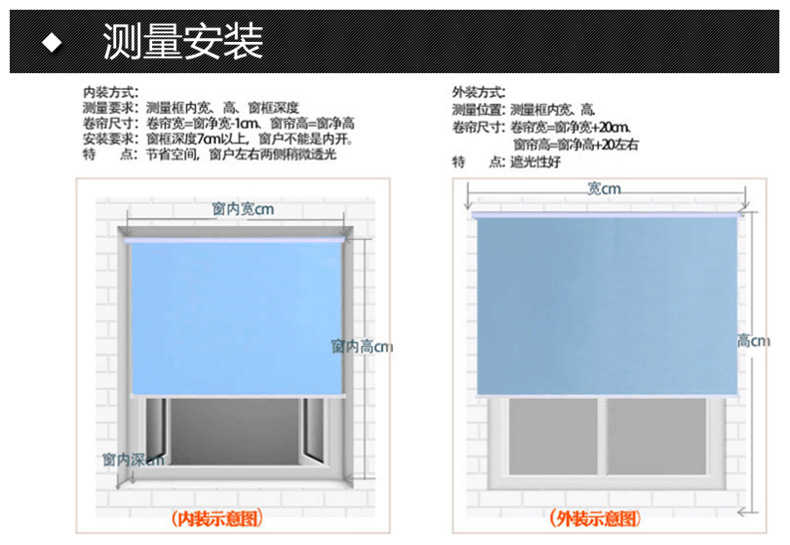 测量安装
内装方式:
测量要求: 测量框内宽、高、窗框深度
卷帘尺寸: 卷帘宽=窗净宽-1cm、窗帘高=窗净高
安装要求: 窗框深度7cm以上, 窗户不能是内开。
特 点: 节省空间, 窗户左右两侧稍微透光
窗内宽cm
窗内高cm
窗内深cm
(内装示意图)
外装方式:
测量位置: 测量框内宽、高.
卷帘尺寸: 卷帘宽=窗净宽+20cm、
窗帘高=窗净高+20左右
特 点: 遮光性好
宽cm
高cm
(外装示意图)